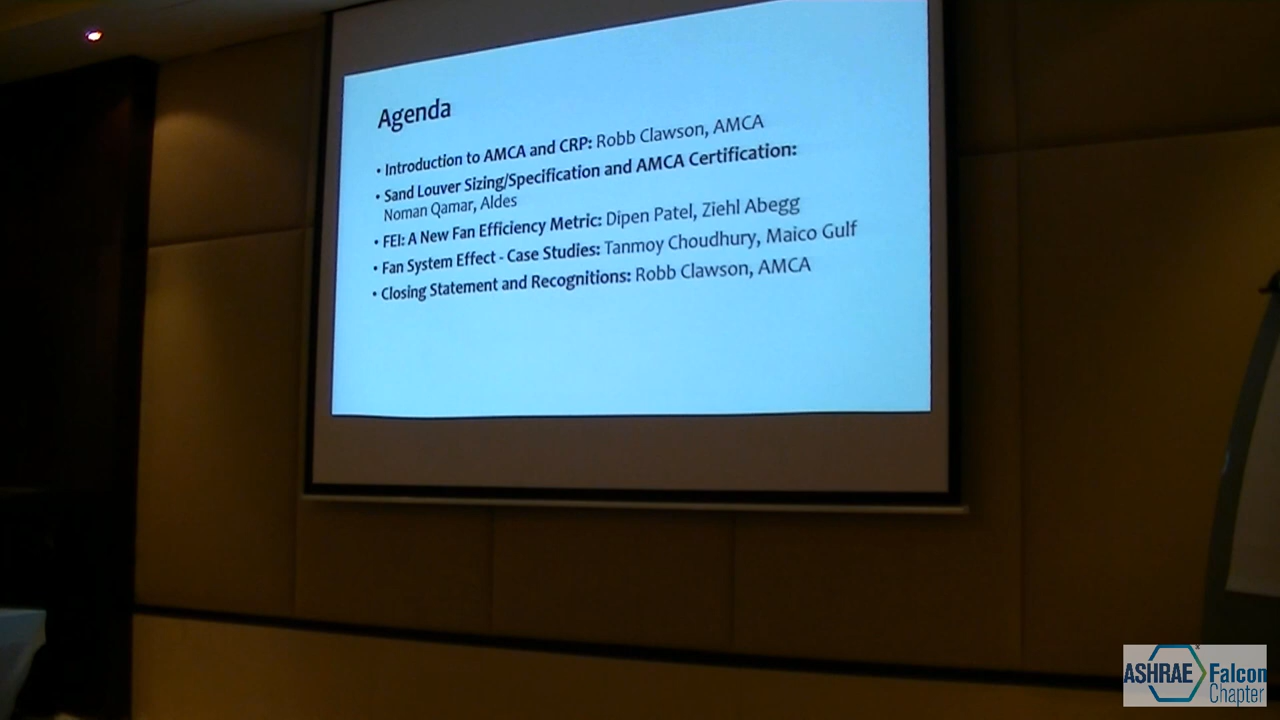 Agenda
• Introduction to AMCA and CRP: Robb Clawson, AMCA
• Sand Louver Sizing/Specification and AMCA Certification:
Noman Qamar, Aldes
• FEI: A New Fan Efficiency Metric: Dipen Patel, Ziehl Abegg
• Fan System Effect - Case Studies: Tanmoy Choudhury, Maico Gulf
• Closing Statement and Recognitions: Robb Clawson, AMCA
ASHRAE Falcon
Chapter